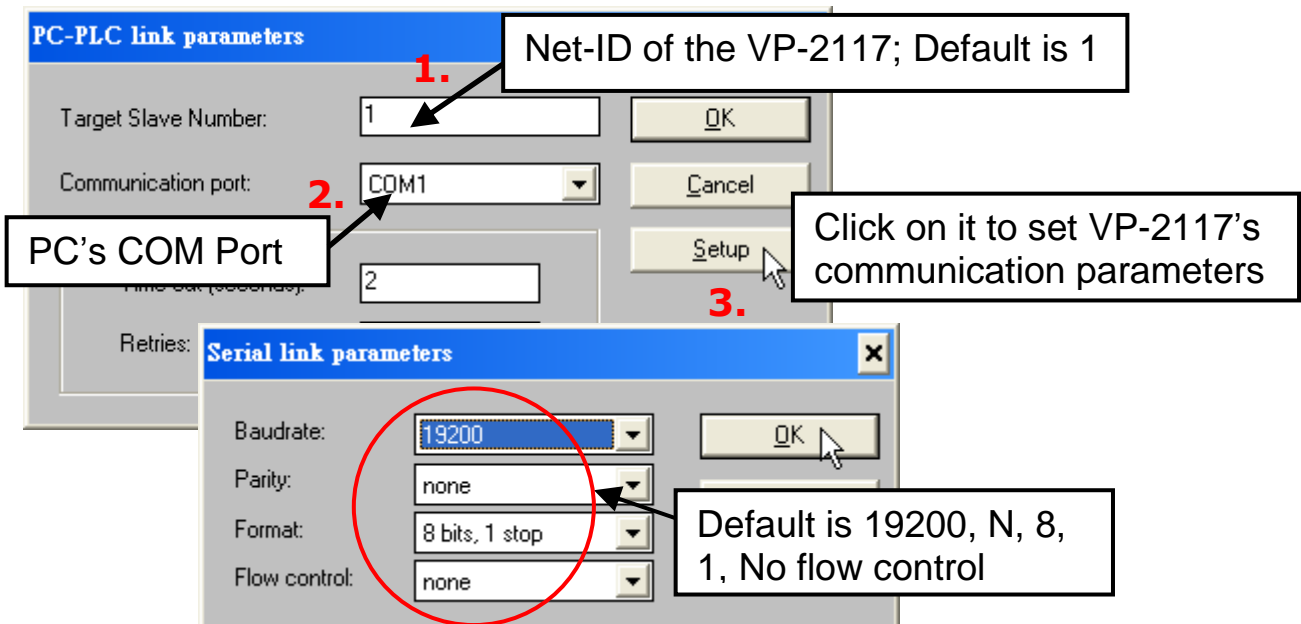 PC-PLC link parameters
Net-ID of the VP-2117; Default is 1
1.
Target Slave Number:
1
OK
Communication port:
2.
COM1
Cancel
PC’s COM Port
Setup
Click on it to set VP-2117’s
communication parameters
2
3.
Retries:
Serial link parameters
Baudrate:
19200
OK
Parity:
none
Format:
8 bits, 1 stop
Flow control:
none
Default is 19200, N, 8,
1, No flow control